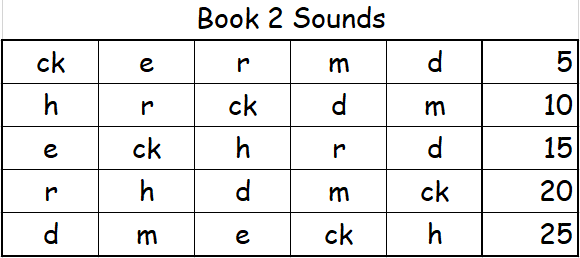 Book 2 Sounds
ck e r m d 5
h r ck d m 10
e ck h r d 15
r h d m ck 20
d m e ck h 25